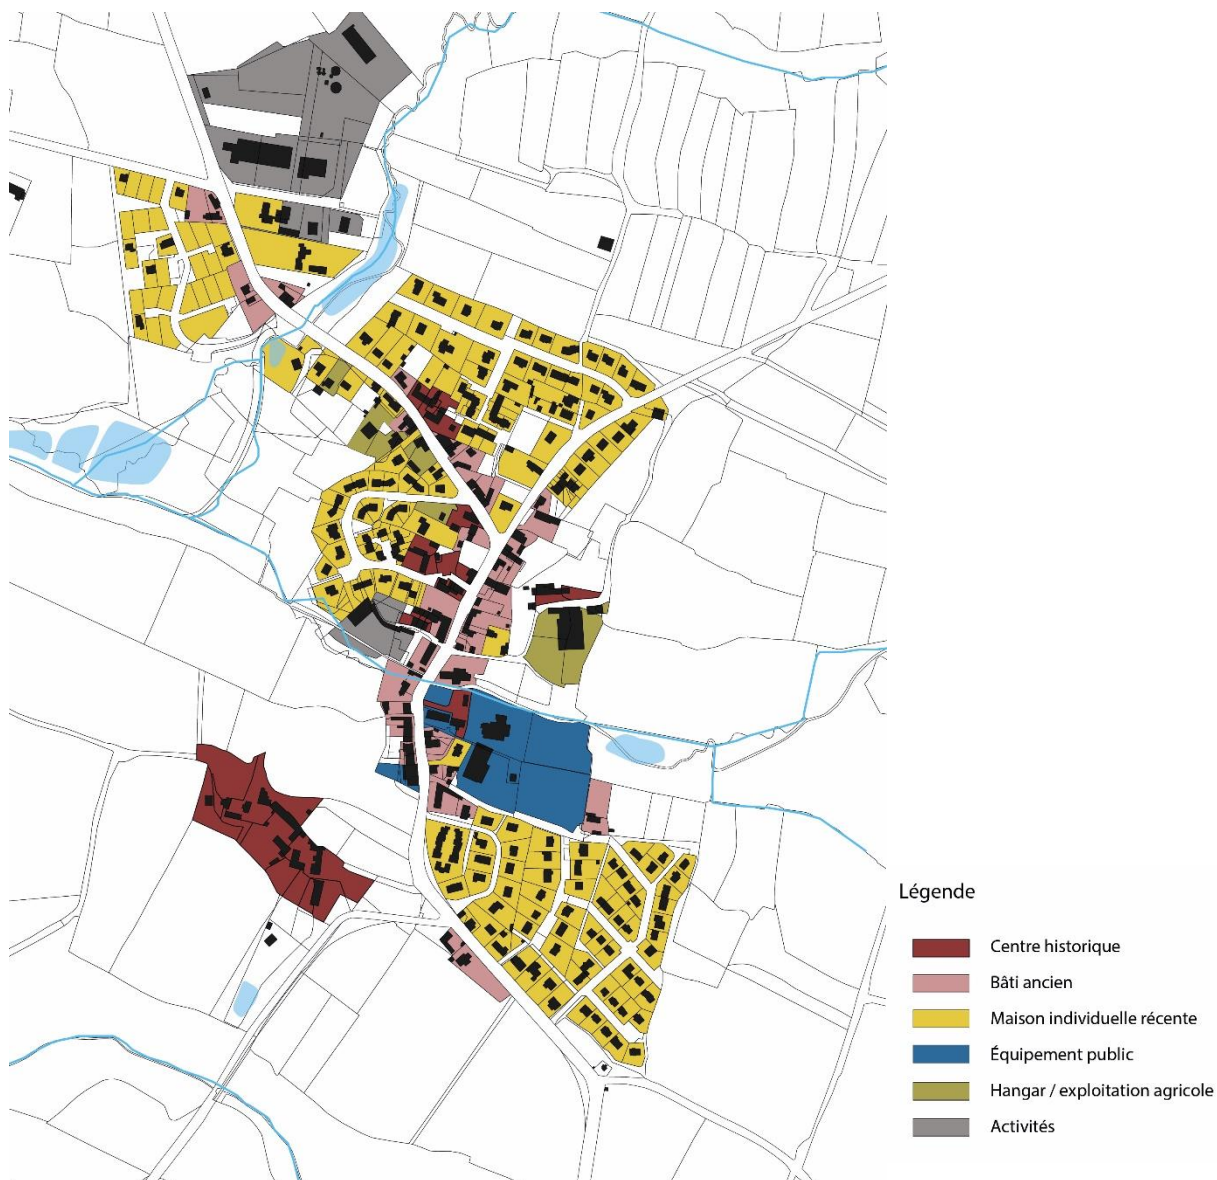 Légende
Centre historique
Bâti ancien
Maison individuelle récente
Équipement public
Hangar / exploitation agricole
Activités